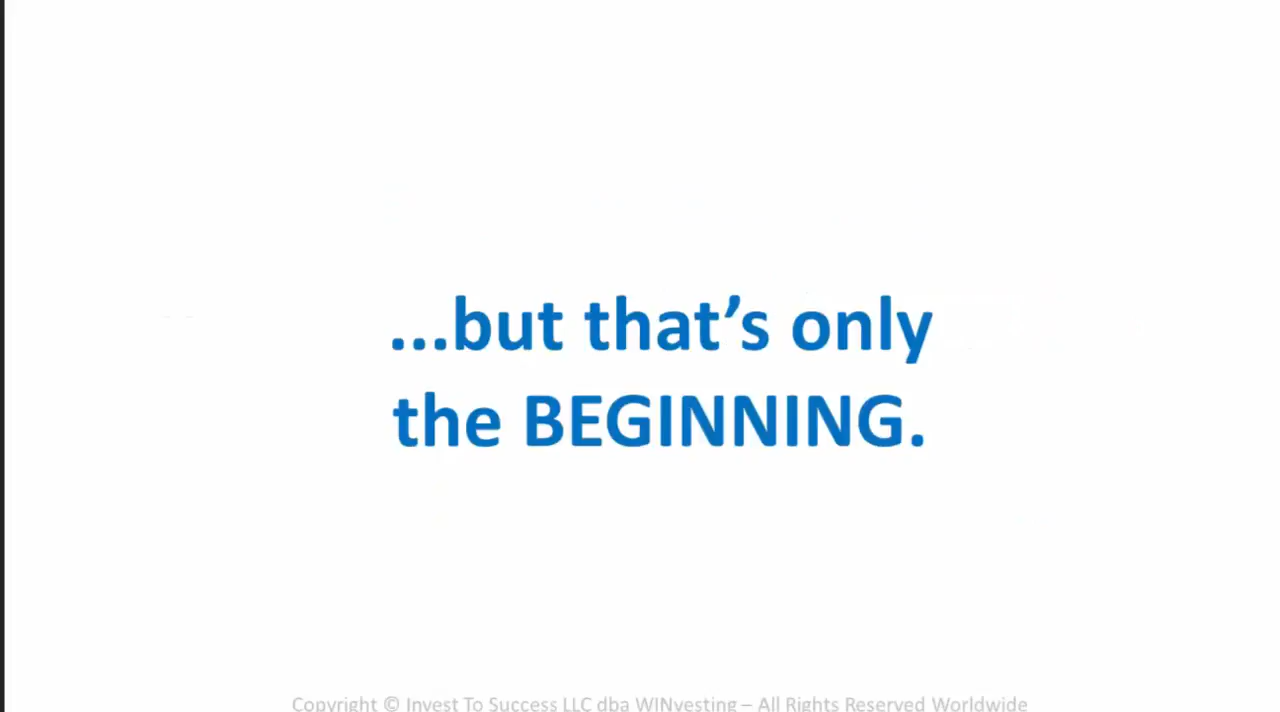 ...but that’s only
the BEGINNING.
Copyright © Invest To Success LLC dba WINvesting – All Rights Reserved Worldwide